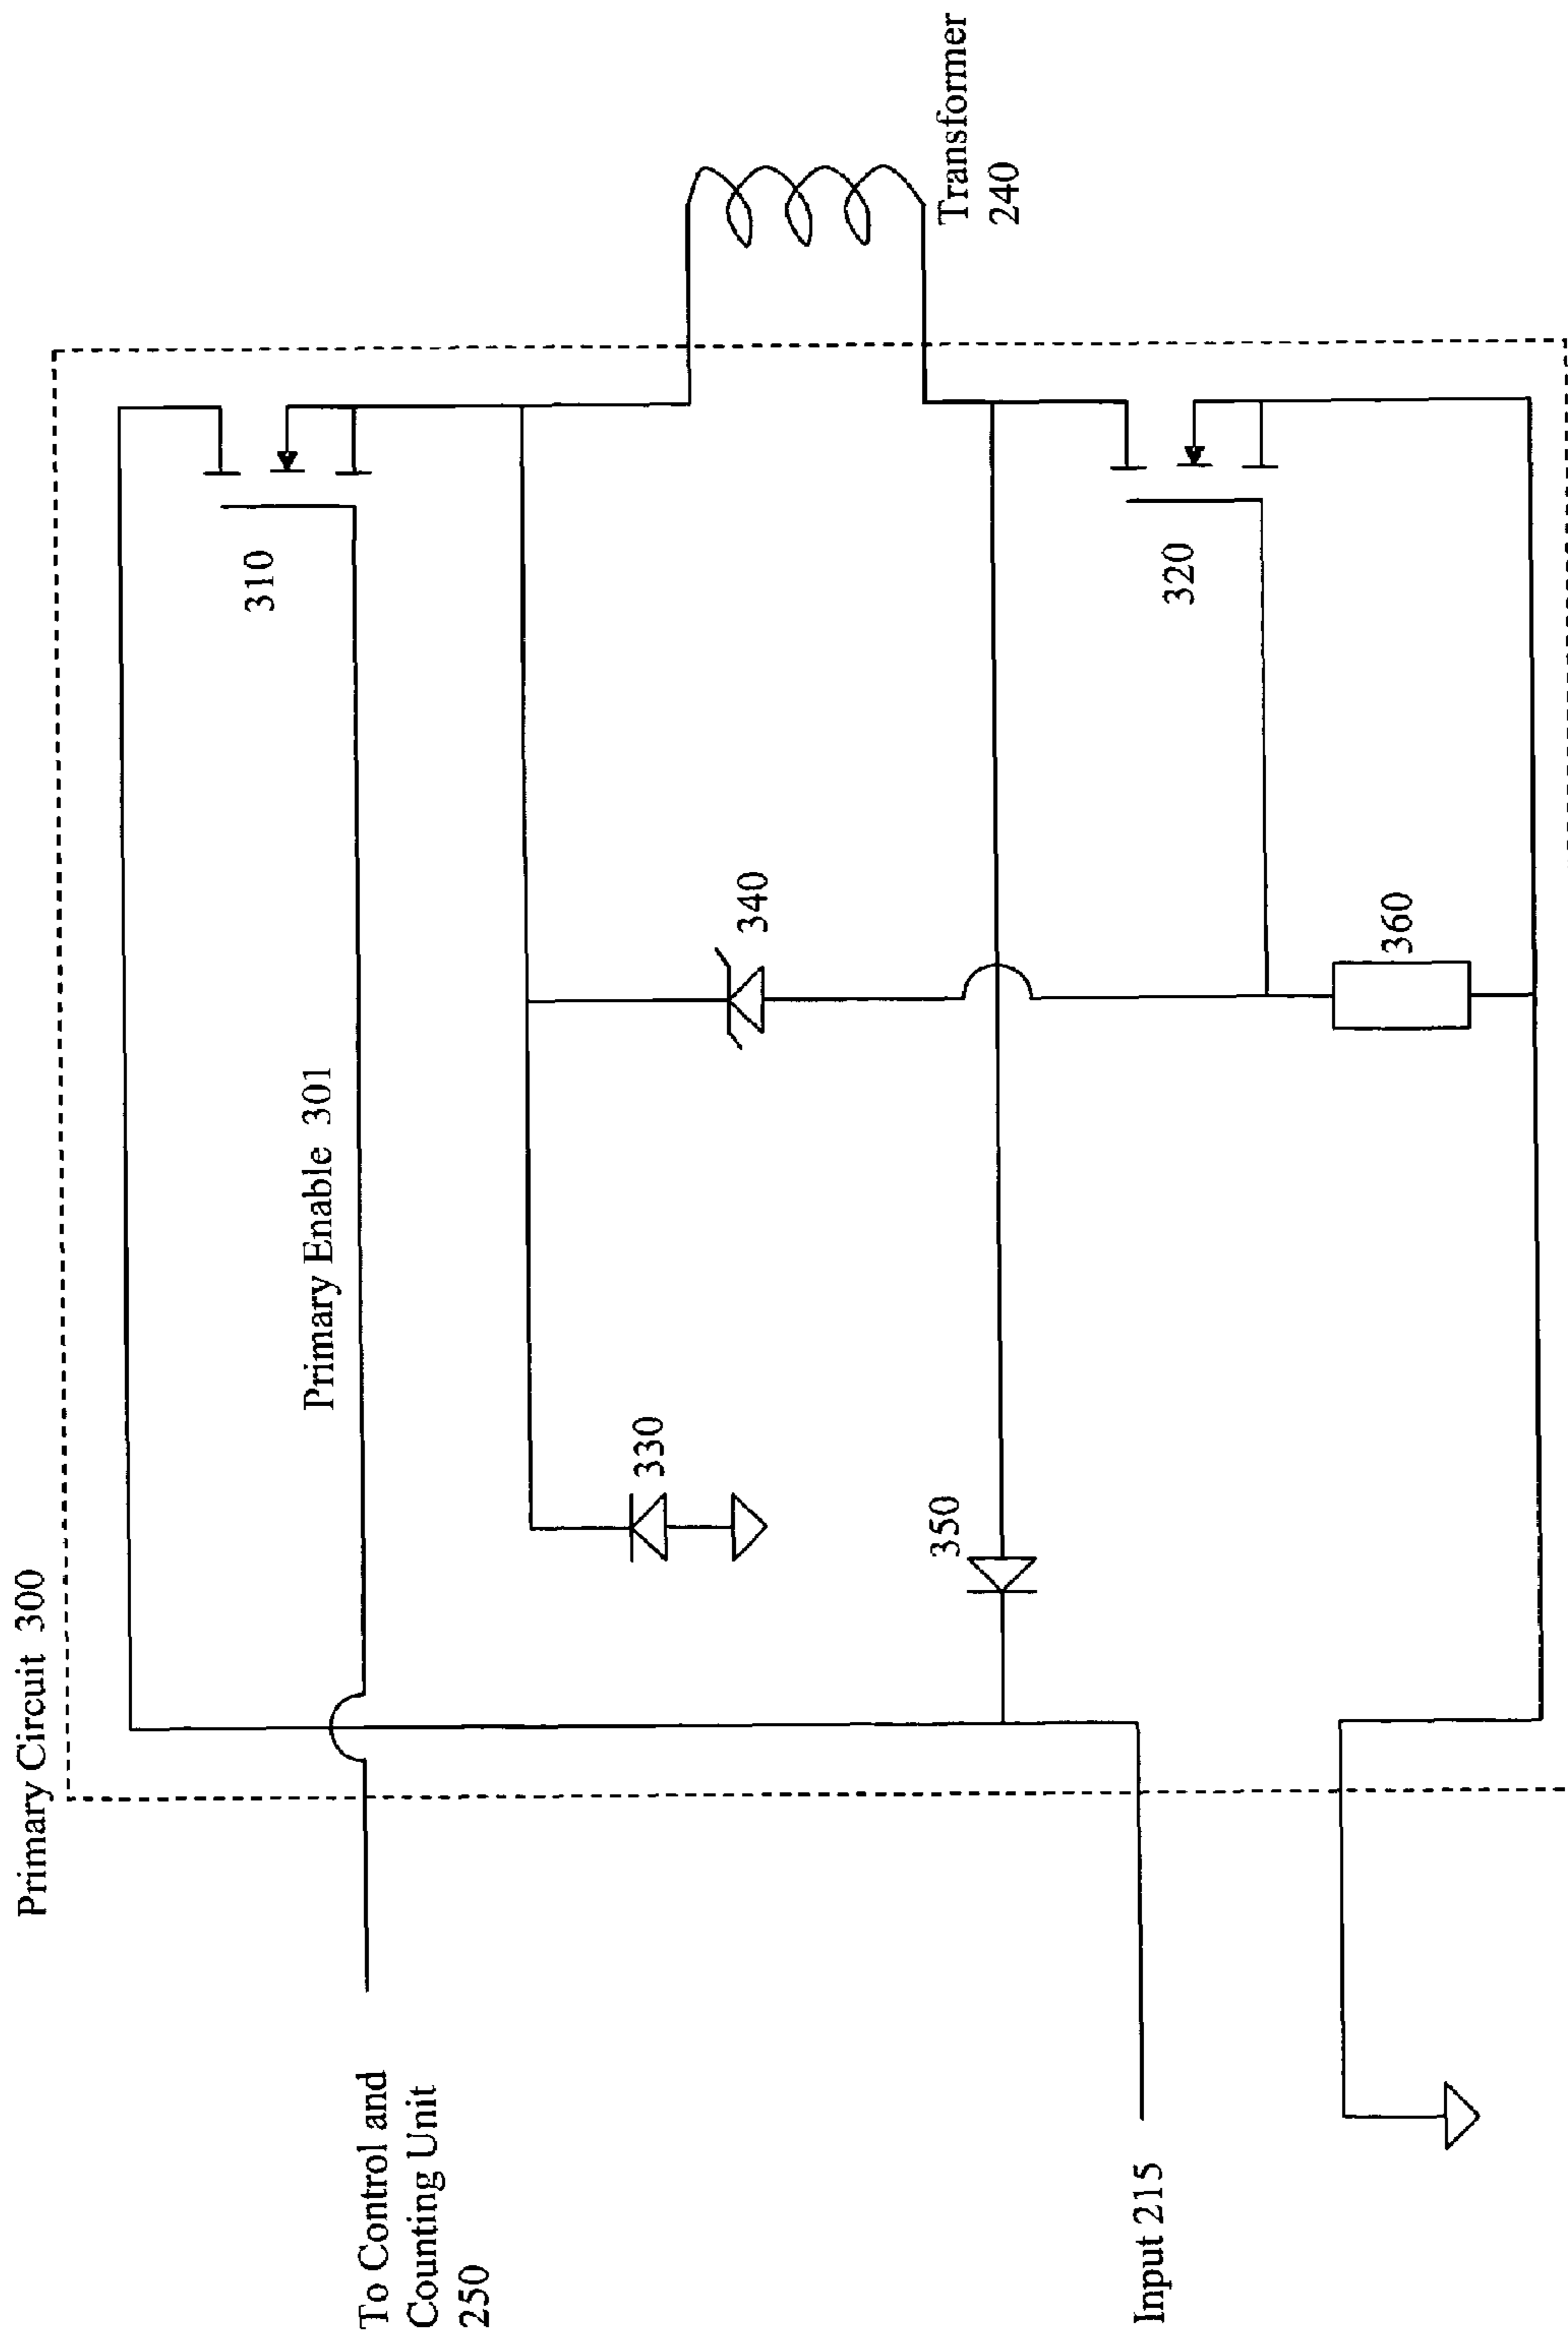 Primary Circuit 300
To Control and
Counting Unit
250
Primary Enable 301
310
330
340
350
Transformer
240
Input 215
320
360